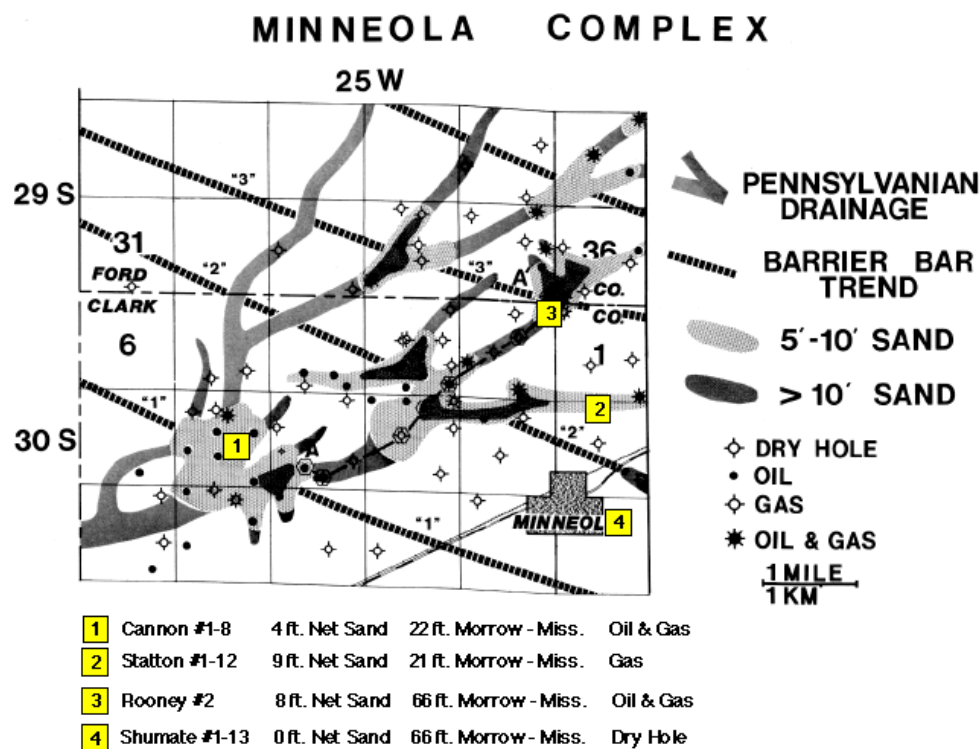 MINNEOLA COMPLEX
25 W
29 S
"3"
31
"2"
"3"
A'
36
FORD
CO.
CLARK
CO.
3
6
1
"1"
2
30 S
1
A
"2"
"1"
MINNEOL
4
PENNSYLVANIAN
DRAINAGE
BARRIER BAR
TREND
5'-10' SAND
> 10' SAND
DRY HOLE
OIL
GAS
OIL & GAS
1 MILE
1 KM
1 Cannon #1-8 4 ft. Net Sand 22 ft. Morrow - Miss. Oil & Gas
2 Statton #1-12 9 ft. Net Sand 21 ft. Morrow - Miss. Gas
3 Rooney #2 8 ft. Net Sand 66 ft. Morrow - Miss. Oil & Gas
4 Shumate #1-13 0 ft. Net Sand 66 ft. Morrow - Miss. Dry Hole